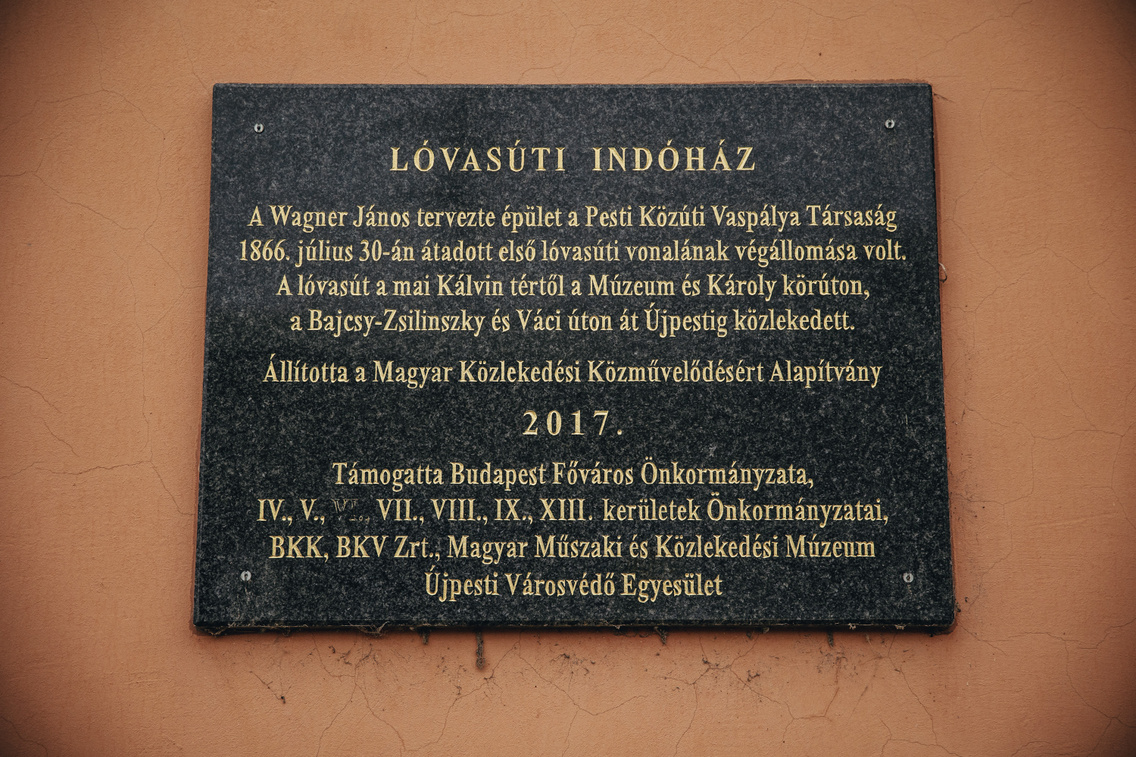 LÓVASÚTI INDÓHÁZ
A Wagner János tervezte épület a Pesti Közúti Vaspálya Társaság
1866. július 30-án átadott első lóvasúti vonalának végállomása volt.
A lóvasút a mai Kálvin tértől a Múzeum és Károly körúton,
a Bajcsy-Zsilinszky és Váci úton át Újpestig közlekedett.
Állította a Magyar Közlekedési Közművelődésért Alapítvány
2017.
Támogatta Budapest Főváros Önkormányzata,
IV., V., VI., VII., VIII., IX., XIII. kerületek Önkormányzatai,
BKK, BKV Zrt., Magyar Műszaki és Közlekedési Múzeum
Újpesti Városvédő Egyesület